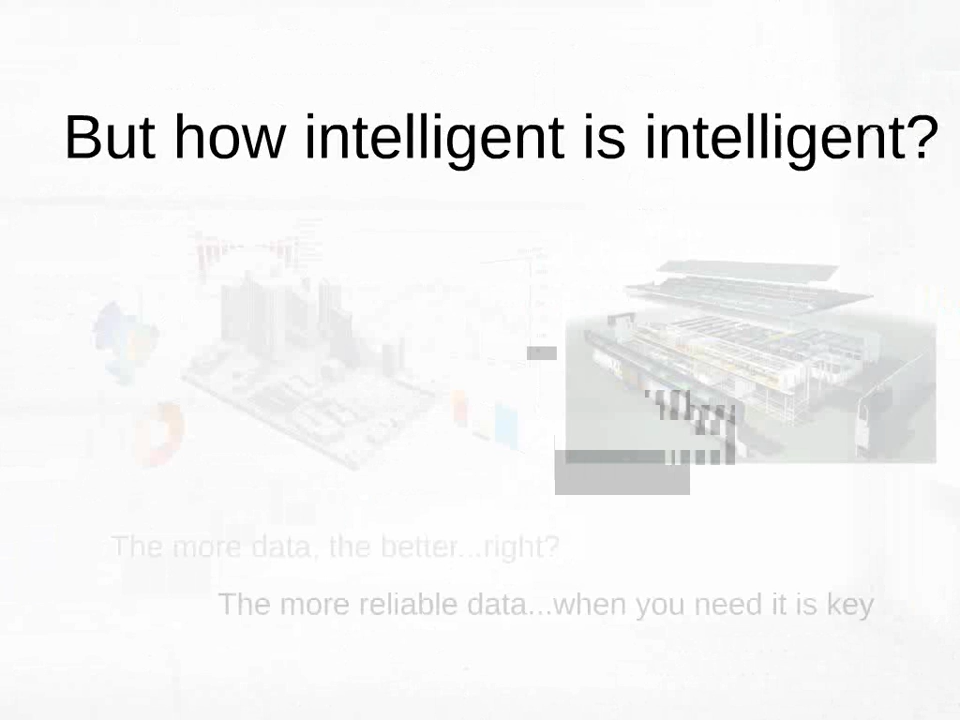 But how intelligent is intelligent?
The more data, the better...right?
The more reliable data...when you need it is key